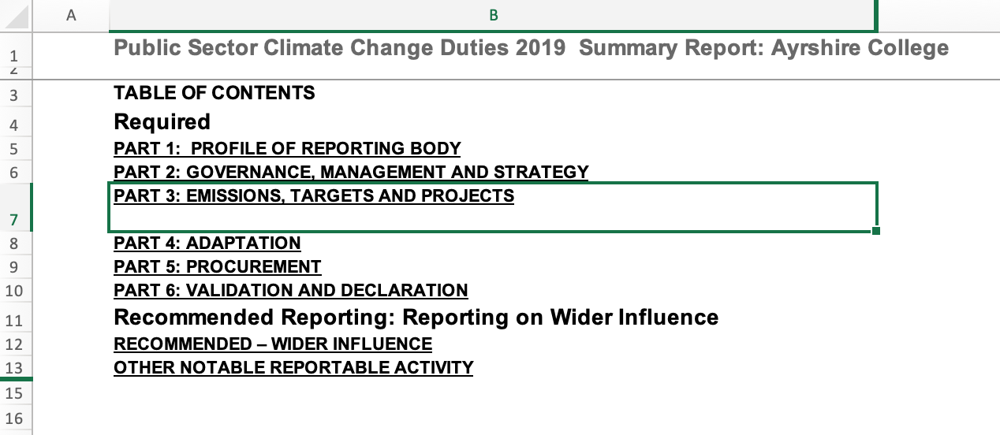 A B
1 Public Sector Climate Change Duties 2019  Summary Report: Ayrshire College
2
3 TABLE OF CONTENTS
4 Required
5 PART 1:  PROFILE OF REPORTING BODY
6 PART 2: GOVERNANCE, MANAGEMENT AND STRATEGY
7 PART 3: EMISSIONS, TARGETS AND PROJECTS
8 PART 4: ADAPTATION
9 PART 5: PROCUREMENT
10 PART 6: VALIDATION AND DECLARATION
11 Recommended Reporting: Reporting on Wider Influence
12 RECOMMENDED – WIDER INFLUENCE
13 OTHER NOTABLE REPORTABLE ACTIVITY
15
16